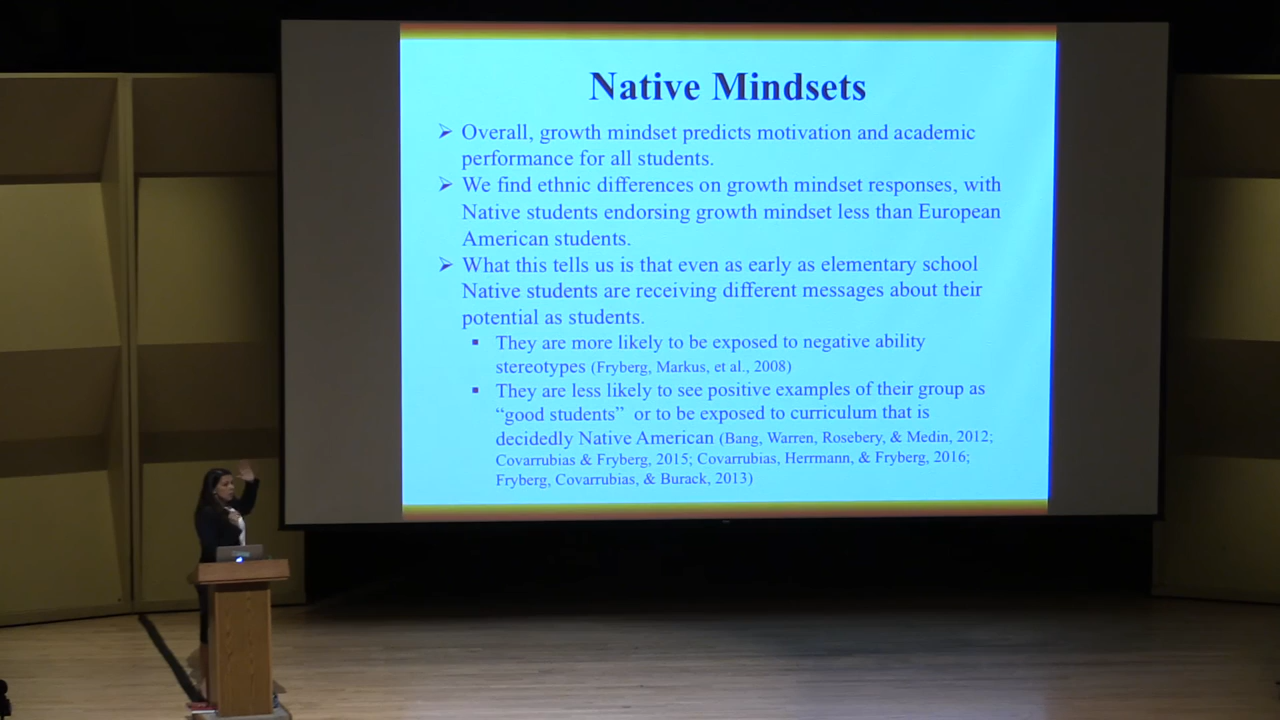 Native Mindsets
➢ Overall, growth mindset predicts motivation and academic
performance for all students.
➢ We find ethnic differences on growth mindset responses, with
Native students endorsing growth mindset less than European
American students.
➢ What this tells us is that even as early as elementary school
Native students are receiving different messages about their
potential as students.
▪ They are more likely to be exposed to negative ability
stereotypes (Fryberg, Markus, et al., 2008)
▪ They are less likely to see positive examples of their group as
“good students” or to be exposed to curriculum that is
decidedly Native American (Bang, Warren, Rosebery, & Medin, 2012;
Covarrubias & Fryberg, 2015; Covarrubias, Herrmann, & Fryberg, 2016;
Fryberg, Covarrubias, & Burack, 2013)